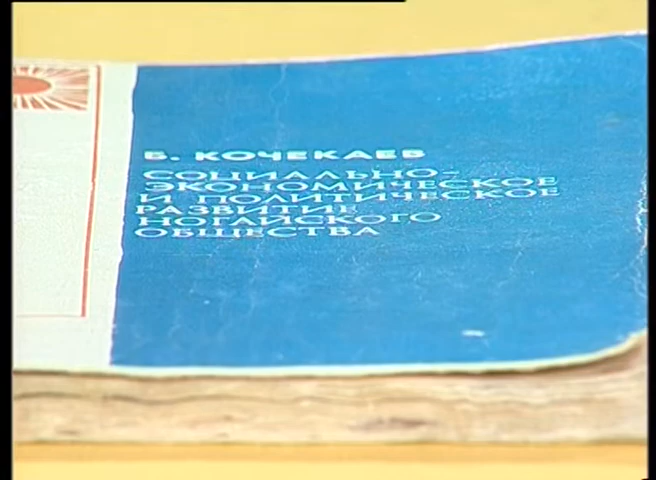 Б. КОЧЕКАЕВ
СОЦИАЛЬНО-
ЭКОНОМИЧЕСКОЕ
И ПОЛИТИЧЕСКОЕ
РАЗВИТИЕ
НОГАЙСКОГО
ОБЩЕСТВА